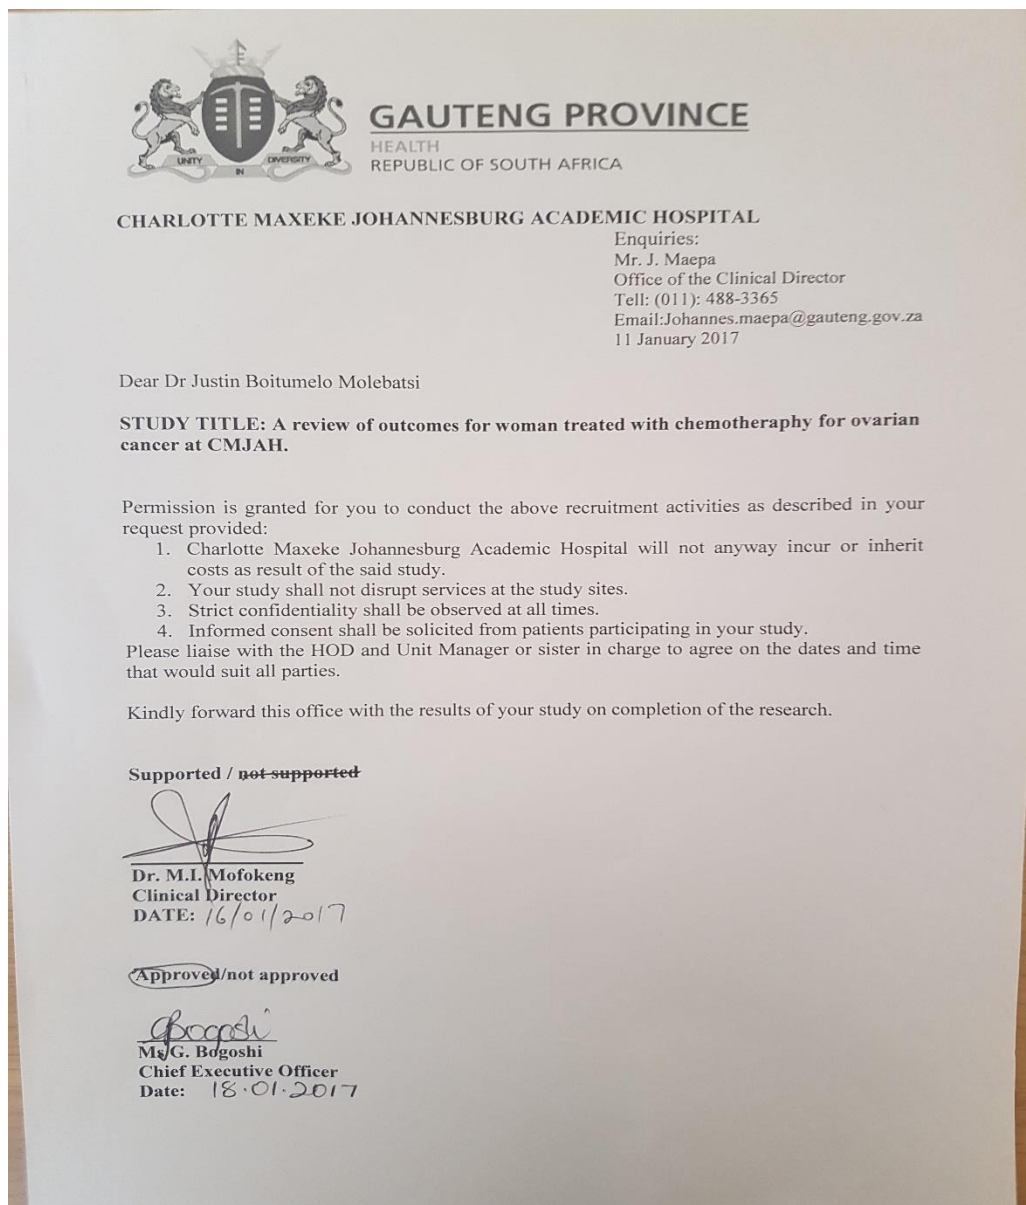 UNITY
IN
DIVERSITY
GAUTENG PROVINCE
HEALTH
REPUBLIC OF SOUTH AFRICA
CHARLOTTE MAXEKE JOHANNESBURG ACADEMIC HOSPITAL
Enquiries:
Mr. J. Maepa
Office of the Clinical Director
Tell: (011): 488-3365
Email:Johannes.maepa@gauteng.gov.za
11 January 2017
Dear Dr Justin Boitumelo Molebatsi
STUDY TITLE: A review of outcomes for woman treated with chemotheraphy for ovarian
cancer at CMJAH.
Permission is granted for you to conduct the above recruitment activities as described in your
request provided:
1. Charlotte Maxeke Johannesburg Academic Hospital will not anyway incur or inherit
costs as result of the said study.
2. Your study shall not disrupt services at the study sites.
3. Strict confidentiality shall be observed at all times.
4. Informed consent shall be solicited from patients participating in your study.
Please liaise with the HOD and Unit Manager or sister in charge to agree on the dates and time
that would suit all parties.
Kindly forward this office with the results of your study on completion of the research.
Supported / not supported
Dr. M.I. Mofokeng
Clinical Director
DATE: 16/01/2017
Approved/not approved
GBogoshi
Ms G. Bogoshi
Chief Executive Officer
Date: 18.01.2017